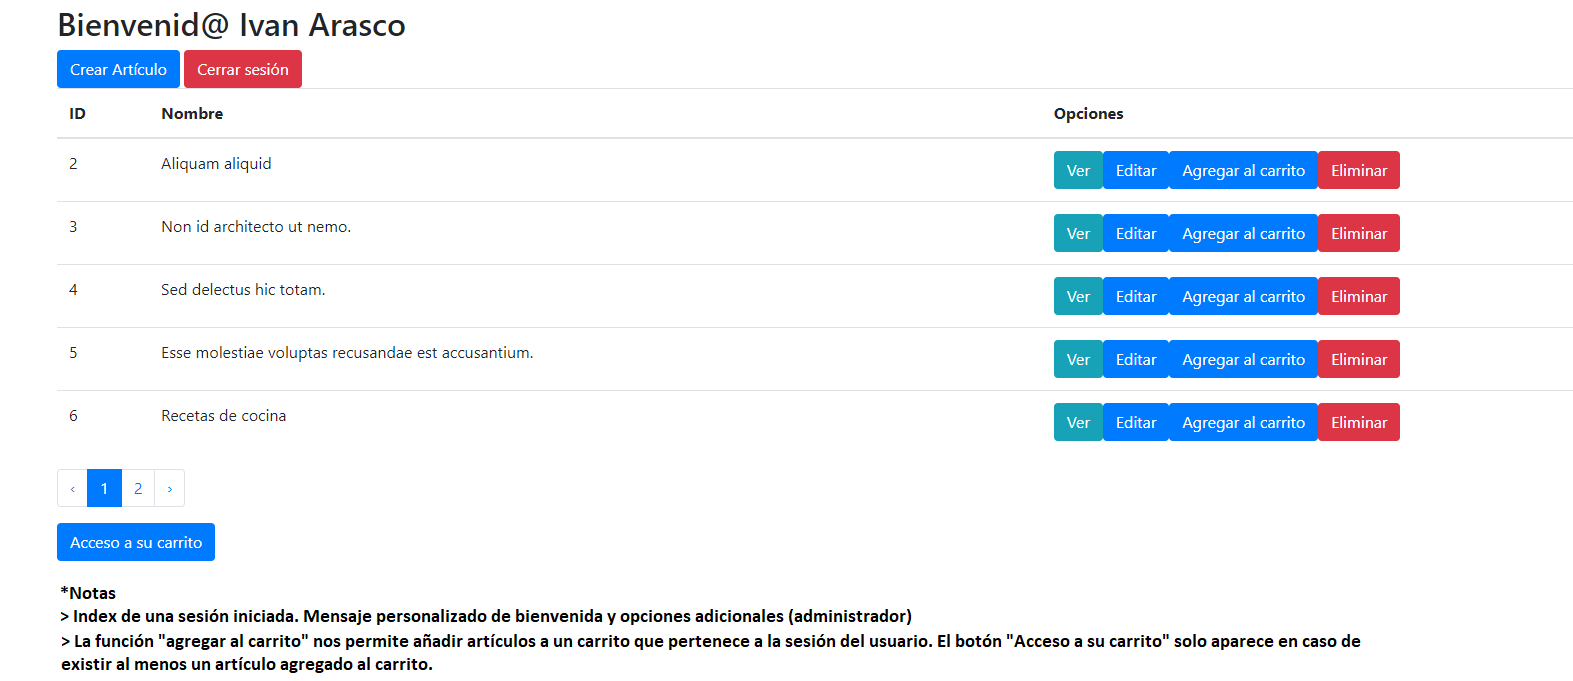 Bienvenid@ Ivan Arasco
Crear Artículo Cerrar sesión
ID Nombre Opciones
2 Aliquam aliquid Ver Editar Agregar al carrito Eliminar
3 Non id architecto ut nemo. Ver Editar Agregar al carrito Eliminar
4 Sed delectus hic totam. Ver Editar Agregar al carrito Eliminar
5 Esse molestiae voluptas recusandae est accusantium. Ver Editar Agregar al carrito Eliminar
6 Recetas de cocina Ver Editar Agregar al carrito Eliminar
‹ 1 2 ›
Acceso a su carrito
*Notas
> Index de una sesión iniciada. Mensaje personalizado de bienvenida y opciones adicionales (administrador)
> La función "agregar al carrito" nos permite añadir artículos a un carrito que pertenece a la sesión del usuario. El botón "Acceso a su carrito" solo aparece en caso de
existir al menos un artículo agregado al carrito.